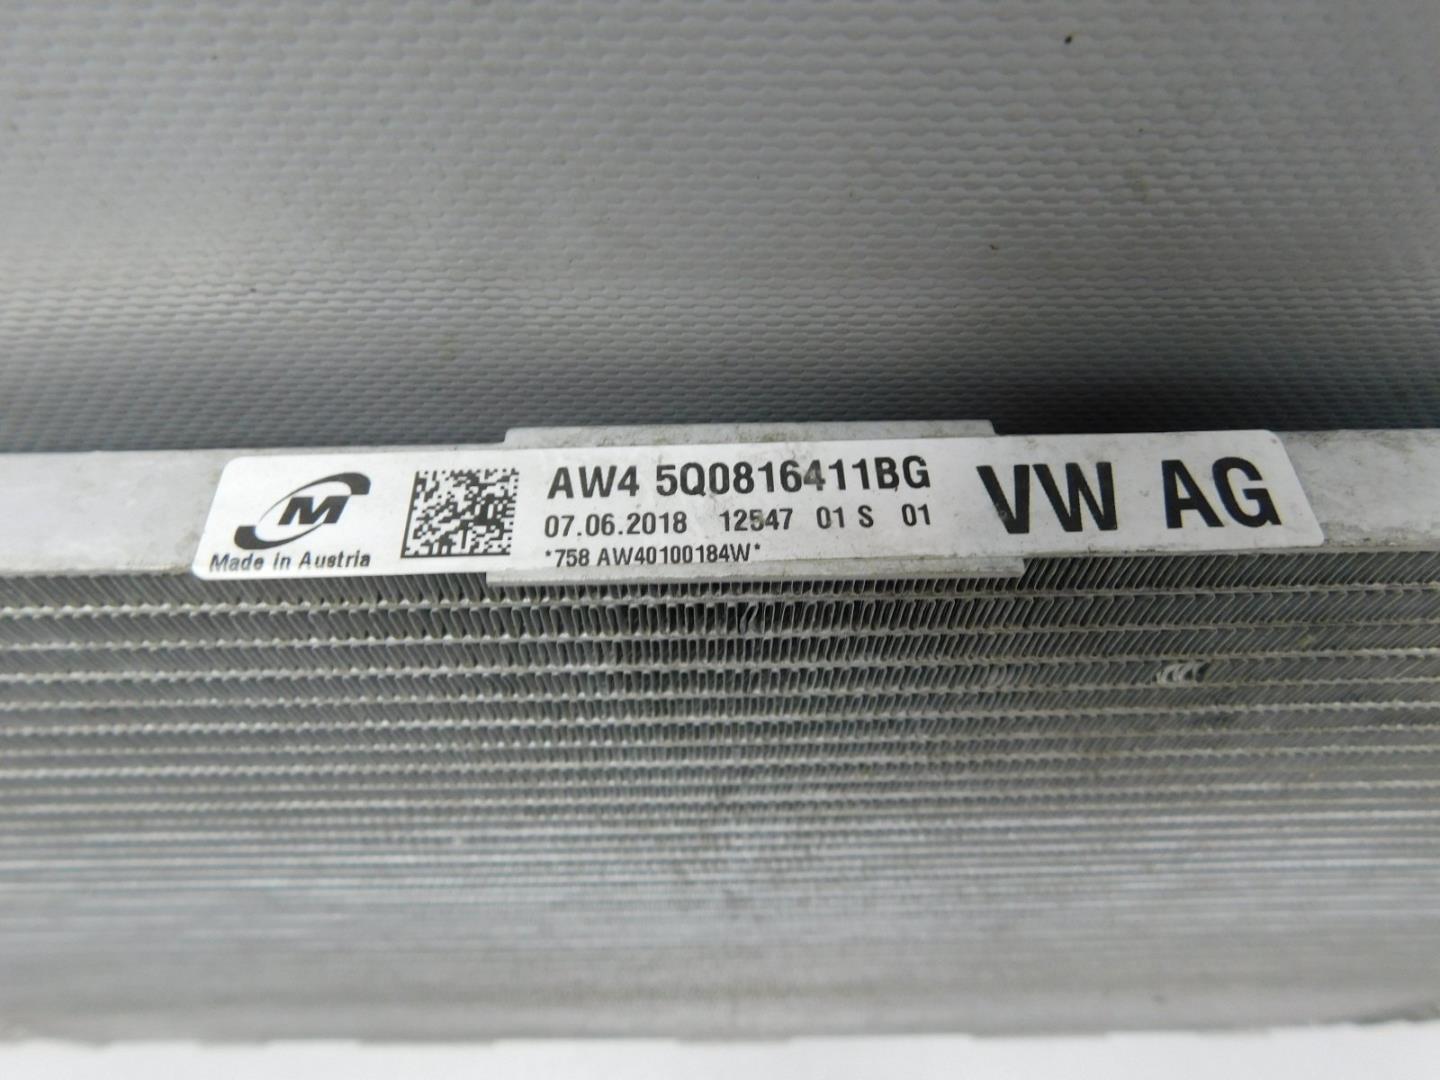 M
Made in Austria
AW4 5Q0816411BG
07.06.2018 12547 01 S 01
*758 AW40100184W*
VW AG